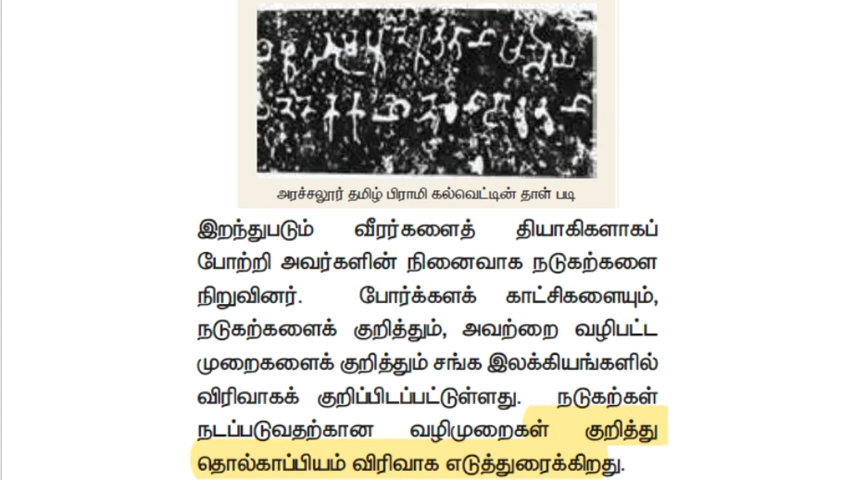 அரச்சலூர் தமிழ் பிராமி கல்வெட்டின் தாள் படி
இறந்துபடும் வீரர்களைத் தியாகிகளாகப்
போற்றி அவர்களின் நினைவாக நடுகற்களை
நிறுவினர். போர்க்களக் காட்சிகளையும்,
நடுகற்களைக் குறித்தும், அவற்றை வழிபட்ட
முறைகளைக் குறித்தும் சங்க இலக்கியங்களில்
விரிவாகக் குறிப்பிடப்பட்டுள்ளது. நடுகற்கள்
நடப்படுவதற்கான வழிமுறைகள் குறித்து
தொல்காப்பியம் விரிவாக எடுத்துரைக்கிறது.